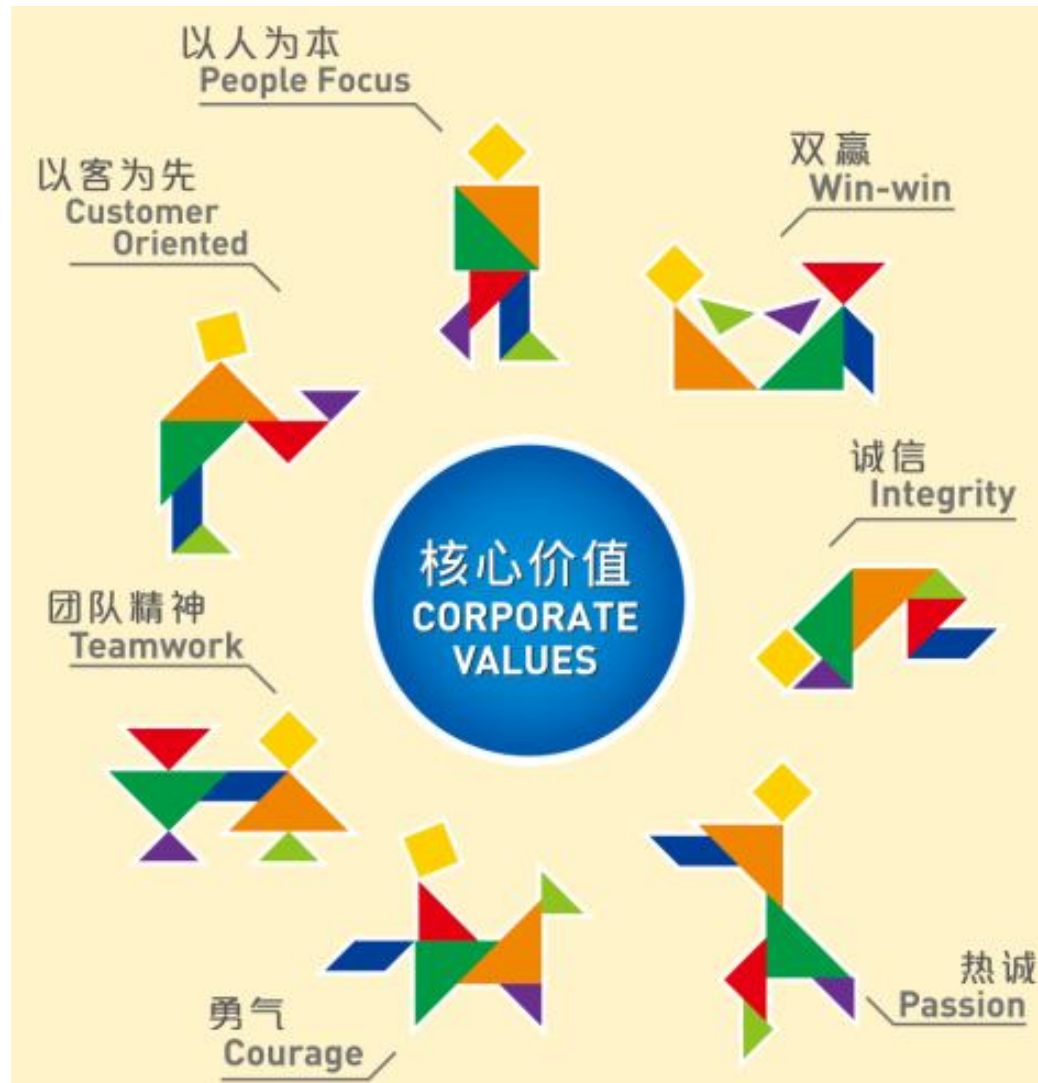 以人为本
People Focus
双赢
Win-win
以客为先
Customer
Oriented
诚信
Integrity
核心价值
CORPORATE
VALUES
团队精神
Teamwork
热诚
Passion
勇气
Courage